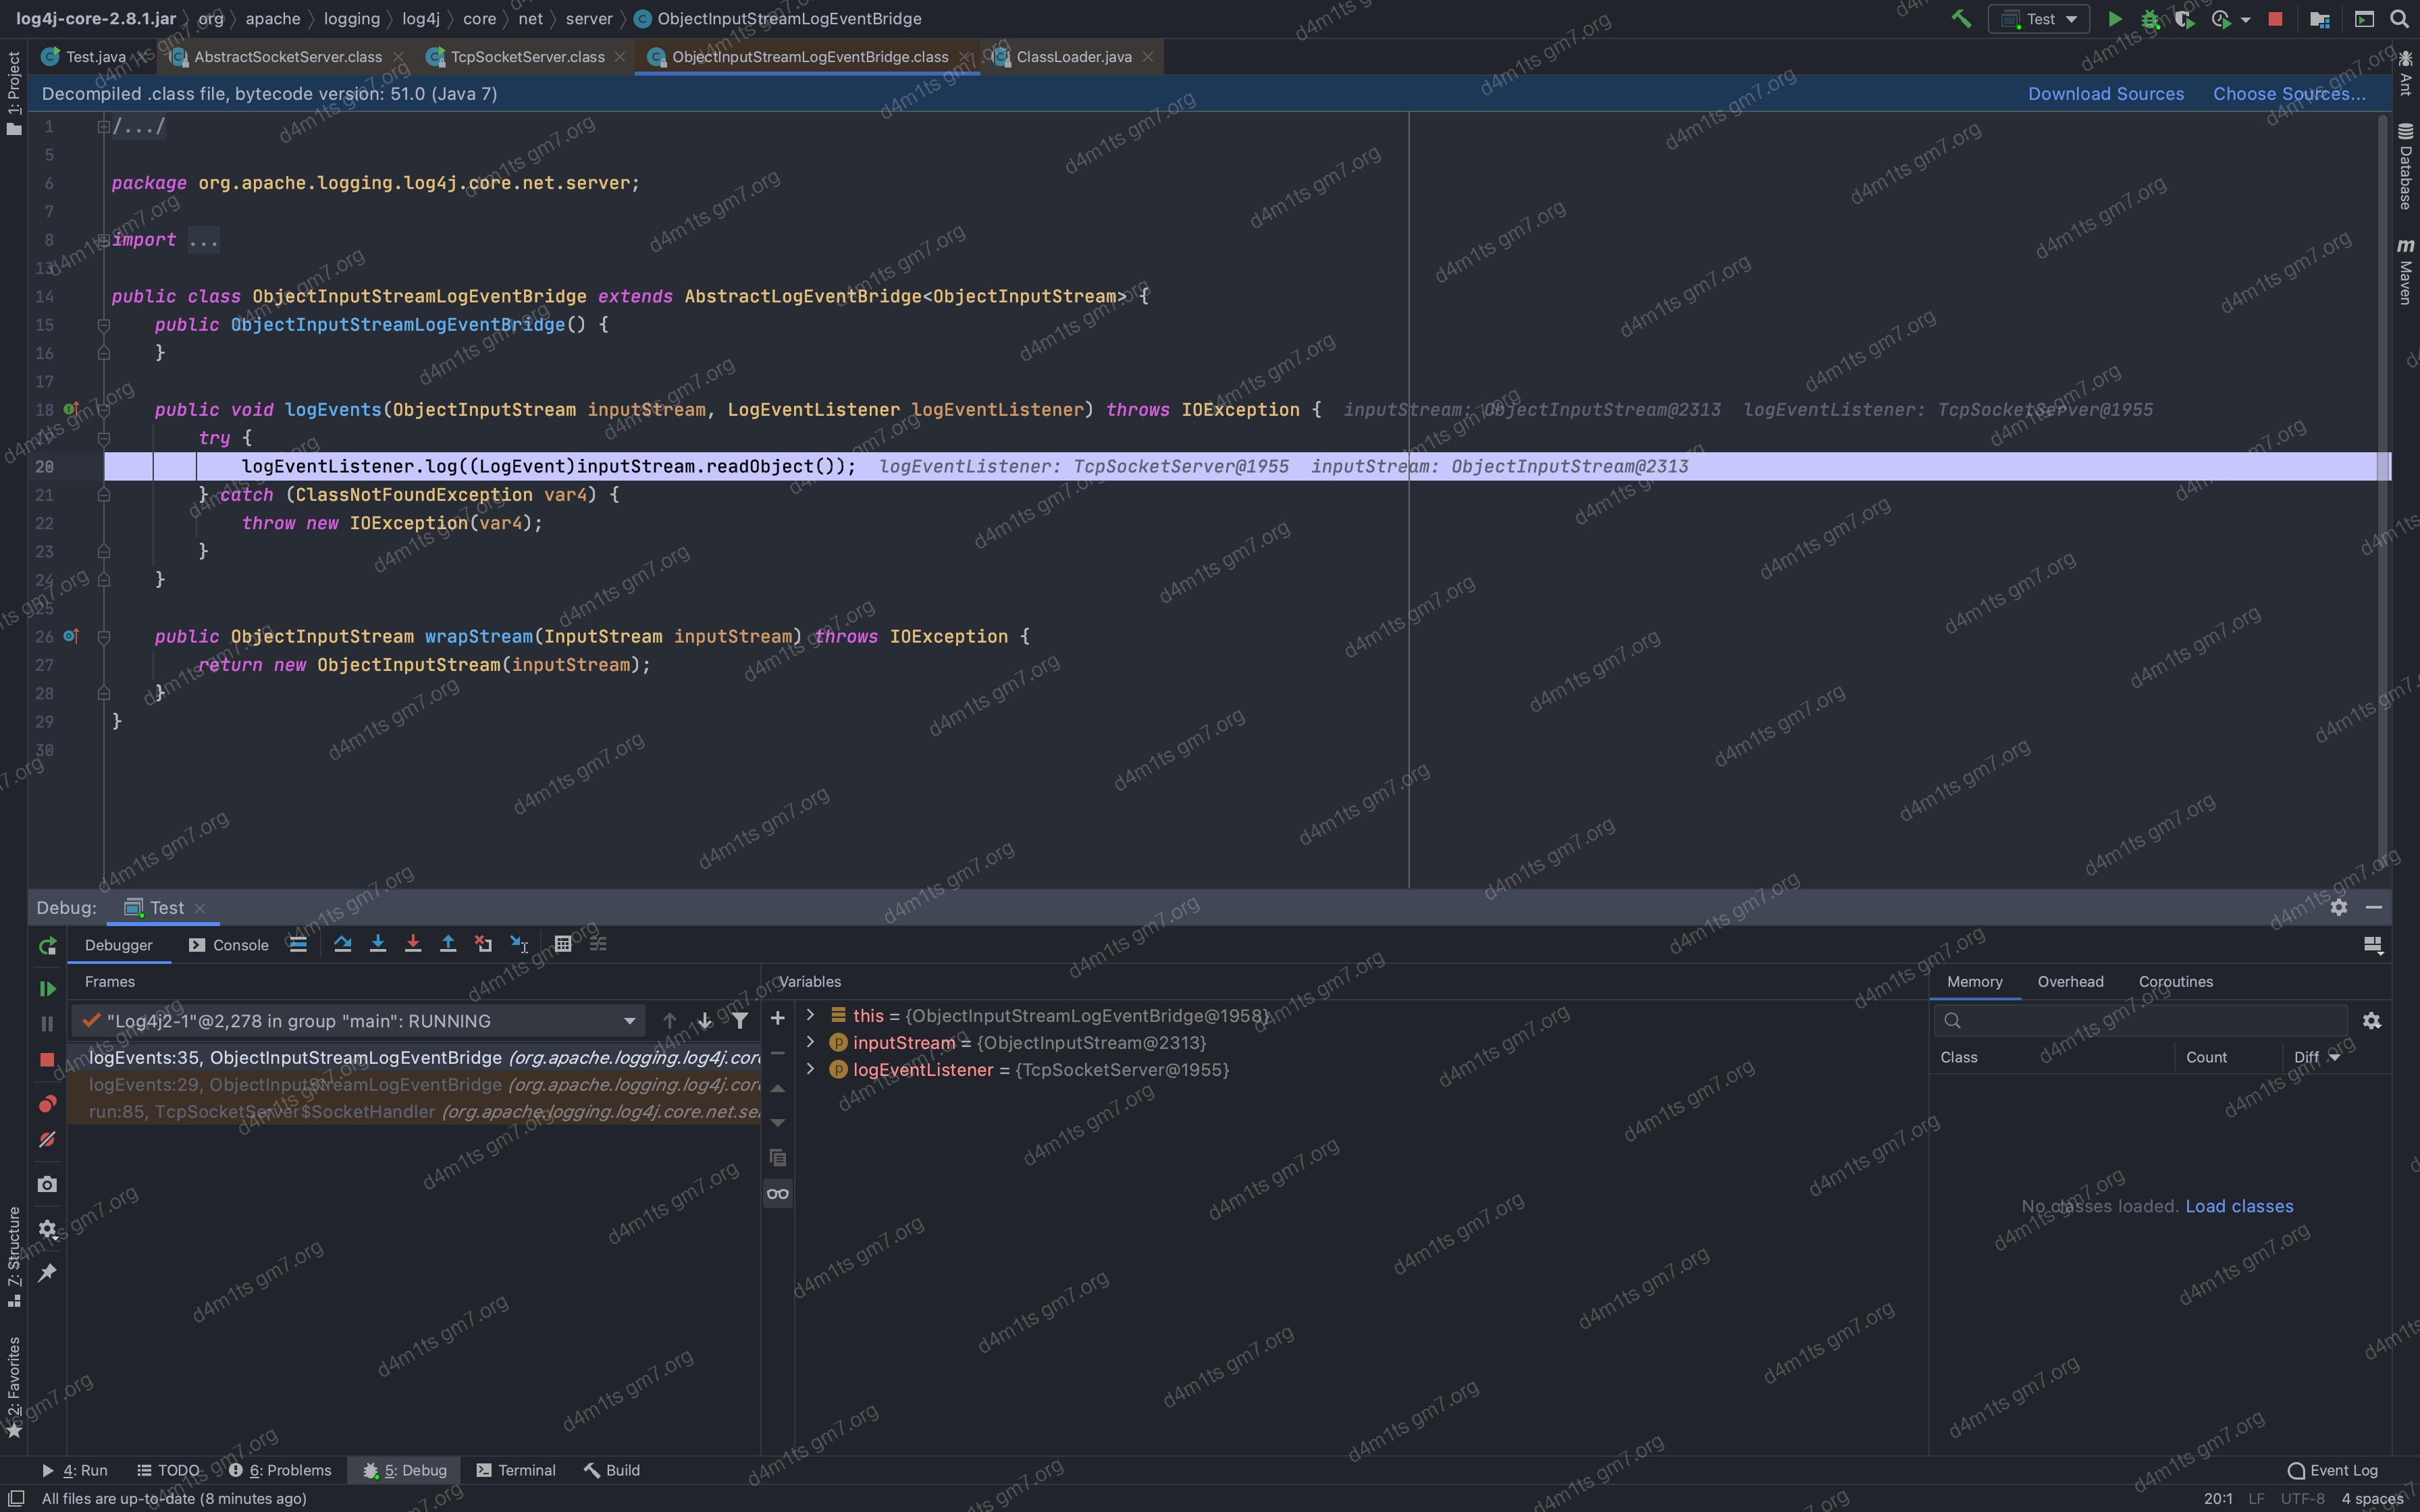 log4j-core-2.8.1.jar org apache logging log4j core net server ObjectInputStreamLogEventBridge Test
Test.java AbstractSocketServer.class TcpSocketServer.class ObjectInputStreamLogEventBridge.class ClassLoader.java
Decompiled .class file, bytecode version: 51.0 (Java 7) Download Sources Choose Sources...
1: Project
7: Structure
2: Favorites
Ant
Database
m Maven
1 /.../
5
6 package org.apache.logging.log4j.core.net.server;
7
8 import ...
13
14 public class ObjectInputStreamLogEventBridge extends AbstractLogEventBridge<ObjectInputStream> {
15 public ObjectInputStreamLogEventBridge() {
16 }
17
18 public void logEvents(ObjectInputStream inputStream, LogEventListener logEventListener) throws IOException { inputStream: ObjectInputStream@2313 logEventListener: TcpSocketServer@1955
try {
20 logEventListener.log((LogEvent)inputStream.readObject()); logEventListener: TcpSocketServer@1955 inputStream: ObjectInputStream@2313
21 } catch (ClassNotFoundException var4) {
22 throw new IOException(var4);
23 }
24 }
25
26 public ObjectInputStream wrapStream(InputStream inputStream) throws IOException {
27 return new ObjectInputStream(inputStream);
28 }
29 }
30
Debug: Test
Debugger Console
Frames Variables Memory Overhead Coroutines
"Log4j2-1"@2,278 in group "main": RUNNING
logEvents:35, ObjectInputStreamLogEventBridge (org.apache.logging.log4j.core
logEvents:29, ObjectInputStreamLogEventBridge (org.apache.logging.log4j.core
run:85, TcpSocketServer$SocketHandler (org.apache.logging.log4j.core.net.se
this = {ObjectInputStreamLogEventBridge@1958}
inputStream = {ObjectInputStream@2313}
logEventListener = {TcpSocketServer@1955}
Class Count Diff
No classes loaded. Load classes
4: Run TODO 6: Problems 5: Debug Terminal Build Event Log
All files are up-to-date (8 minutes ago) 20:1 LF UTF-8 4 spaces
d4m1ts gm7.org